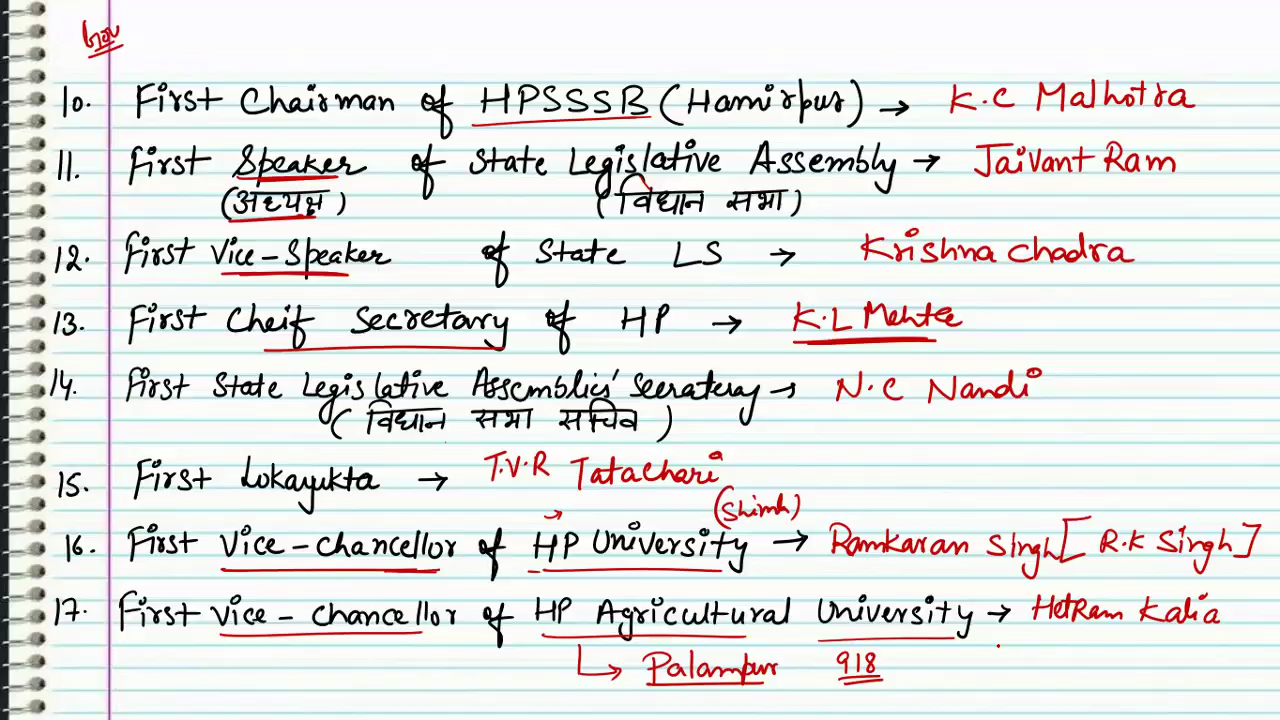 10. First Chairman of HPSSSB (Hamirpur) → K.C Malhotra
11. First Speaker of State Legislative Assembly → Jaivant Ram
(अध्यक्ष) (विधान सभा)
12. First Vice-Speaker of State LS → Krishna Chadra
13. First Cheif Secretary of HP → K.L Mehta
14. First State Legislative Assemblies' Secrateray → N.C Nandi
(विधान सभा सचिव)
15. First Lokayukta → T.V.R Tatachari
(Shimla)
16. First Vice-chancellor of HP University → Ramkaran Singh [R.K Singh]
17. First Vice-chancellor of HP Agricultural University → HetRam Kalia
↳ Palampur 918